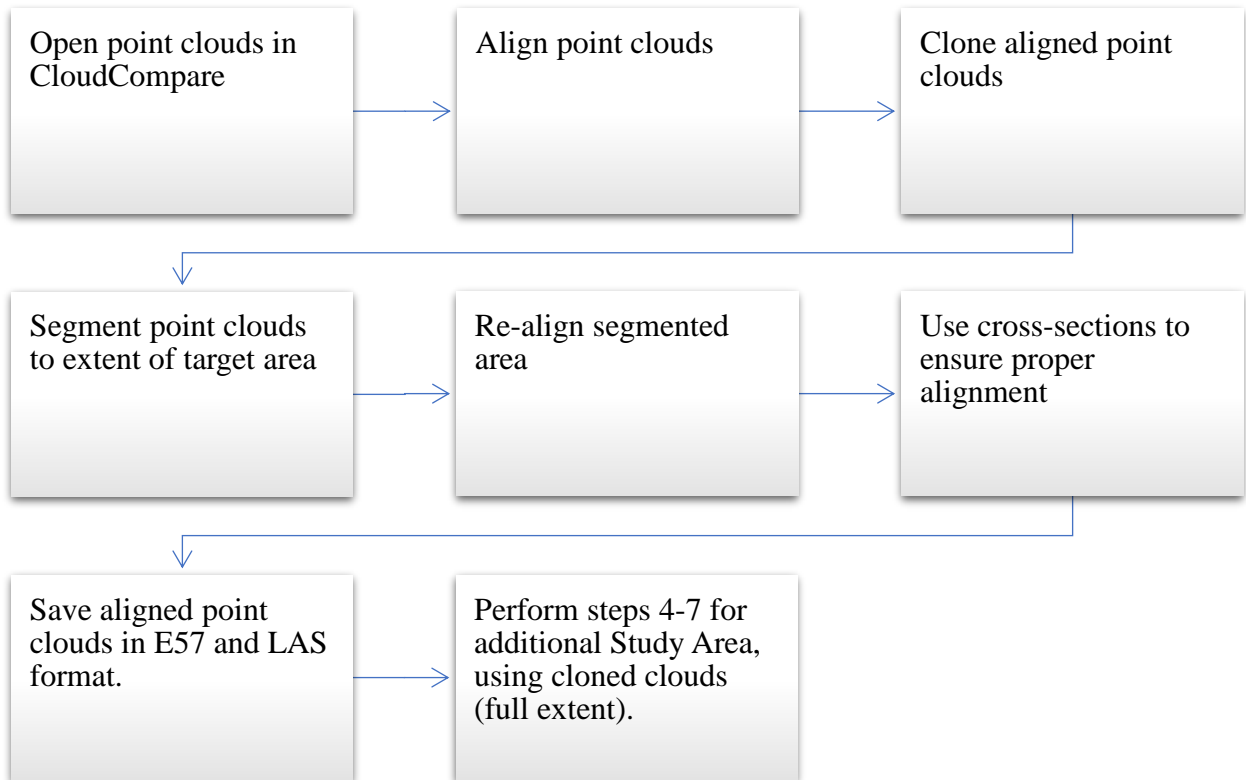 Open point clouds in
CloudCompare
Align point clouds
Clone aligned point
clouds
Segment point clouds
to extent of target area
Re-align segmented
area
Use cross-sections to
ensure proper
alignment
Save aligned point
clouds in E57 and LAS
format.
Perform steps 4-7 for
additional Study Area,
using cloned clouds
(full extent).